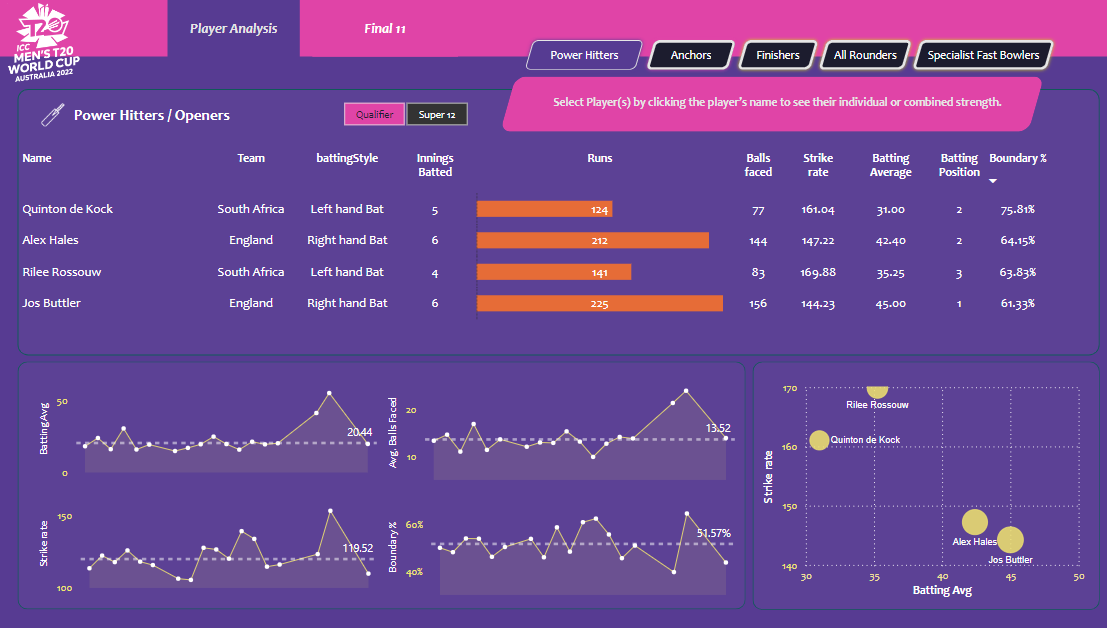 T20
ICC
MEN'S T20
WORLD CUP
AUSTRALIA 2022
Player Analysis
Final 11
Power Hitters
Anchors
Finishers
All Rounders
Specialist Fast Bowlers
Select Player(s) by clicking the player's name to see their individual or combined strength.
Power Hitters / Openers
Qualifier
Super 12
Name Team battingStyle Innings Batted Runs Balls faced Strike rate Batting Average Batting Position Boundary %
Quinton de Kock South Africa Left hand Bat 5 124 77 161.04 31.00 2 75.81%
Alex Hales England Right hand Bat 6 212 144 147.22 42.40 2 64.15%
Rilee Rossouw South Africa Left hand Bat 4 141 83 169.88 35.25 3 63.83%
Jos Buttler England Right hand Bat 6 225 156 144.23 45.00 1 61.33%
Batting Avg
50
0
20.44
Avg. Balls Faced
20
10
13.52
Strike rate
150
100
119.52
Boundary %
60%
40%
51.57%
Strike rate
170
160
150
140
Rilee Rossouw
Quinton de Kock
Alex Hales
Jos Buttler
30 35 40 45 50
Batting Avg